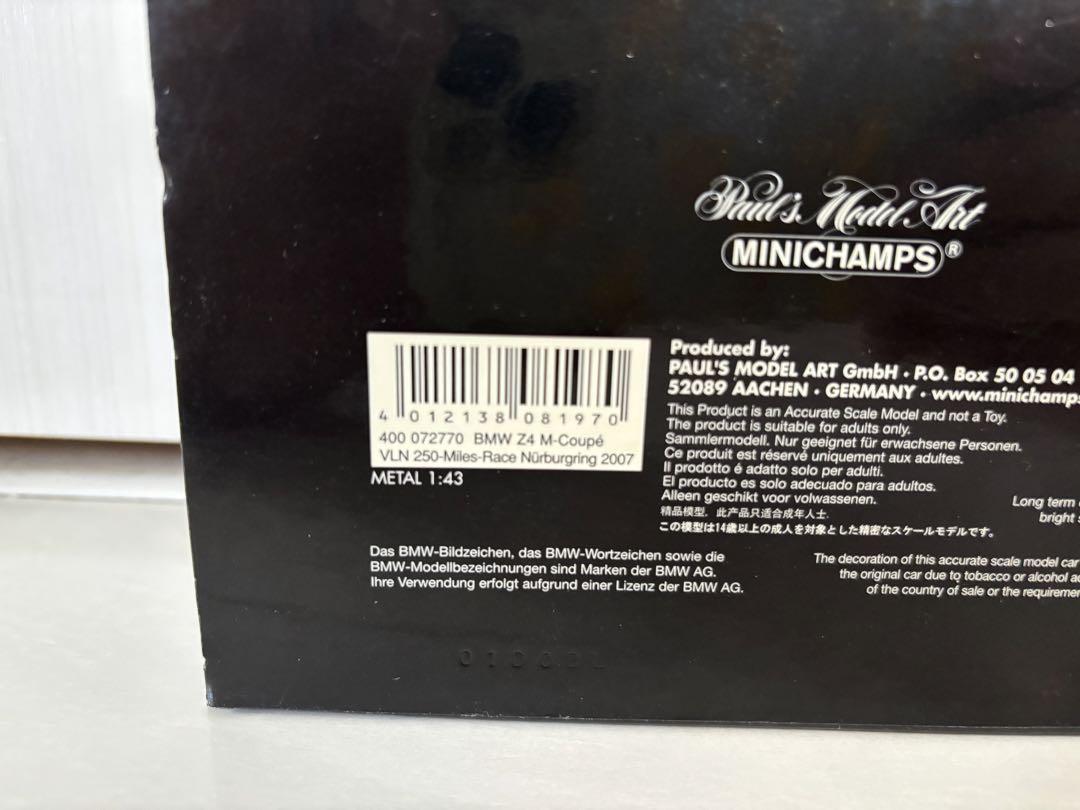 Paul's Model Art
MINICHAMPS®
4 012138 081970
400 072770 BMW Z4 M-Coupé
VLN 250-Miles-Race Nürburgring 2007
METAL 1:43
Produced by:
PAUL'S MODEL ART GmbH · P.O. Box 50 05 04
52089 AACHEN · GERMANY · www.minichamps
This Product is an Accurate Scale Model and not a Toy.
The product is suitable for adults only.
Sammlermodell. Nur geeignet für erwachsene Personen.
Ce produit est réservé uniquement aux adultes.
Il prodotto é adatto solo per adulti.
El producto es solo adecuado para adultos.
Alleen geschikt voor volwassenen.
精品模型. 此产品只适合成年人士.
この模型は14歳以上の成人を対象とした精密なスケールモデルです。
Long term
bright
Das BMW-Bildzeichen, das BMW-Wortzeichen sowie die
BMW-Modellbezeichnungen sind Marken der BMW AG.
Ihre Verwendung erfolgt aufgrund einer Lizenz der BMW AG.
The decoration of this accurate scale model car
the original car due to tobacco or alcohol
of the country of sale or the